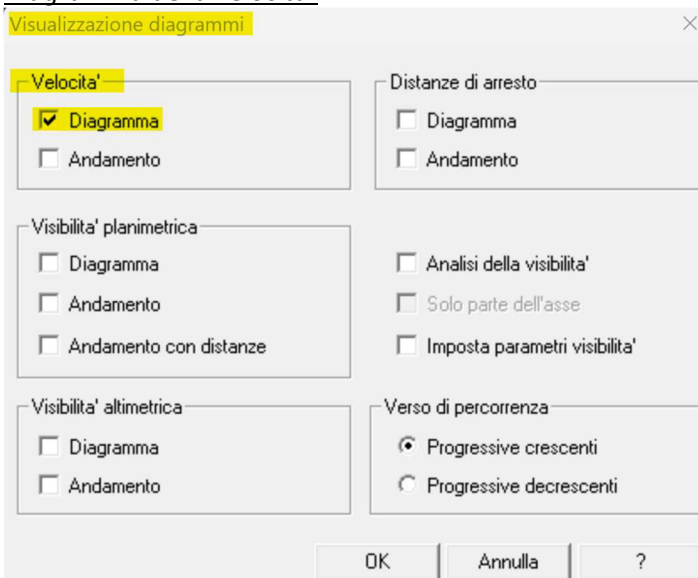 Visualizzazione diagrammi
Velocita'
Diagramma
Andamento
Distanze di arresto
Diagramma
Andamento
Visibilita' planimetrica
Diagramma
Andamento
Andamento con distanze
Analisi della visibilita'
Solo parte dell'asse
Imposta parametri visibilita'
Visibilita' altimetrica
Diagramma
Andamento
Verso di percorrenza
Progressive crescenti
Progressive decrescenti
OK
Annulla
?